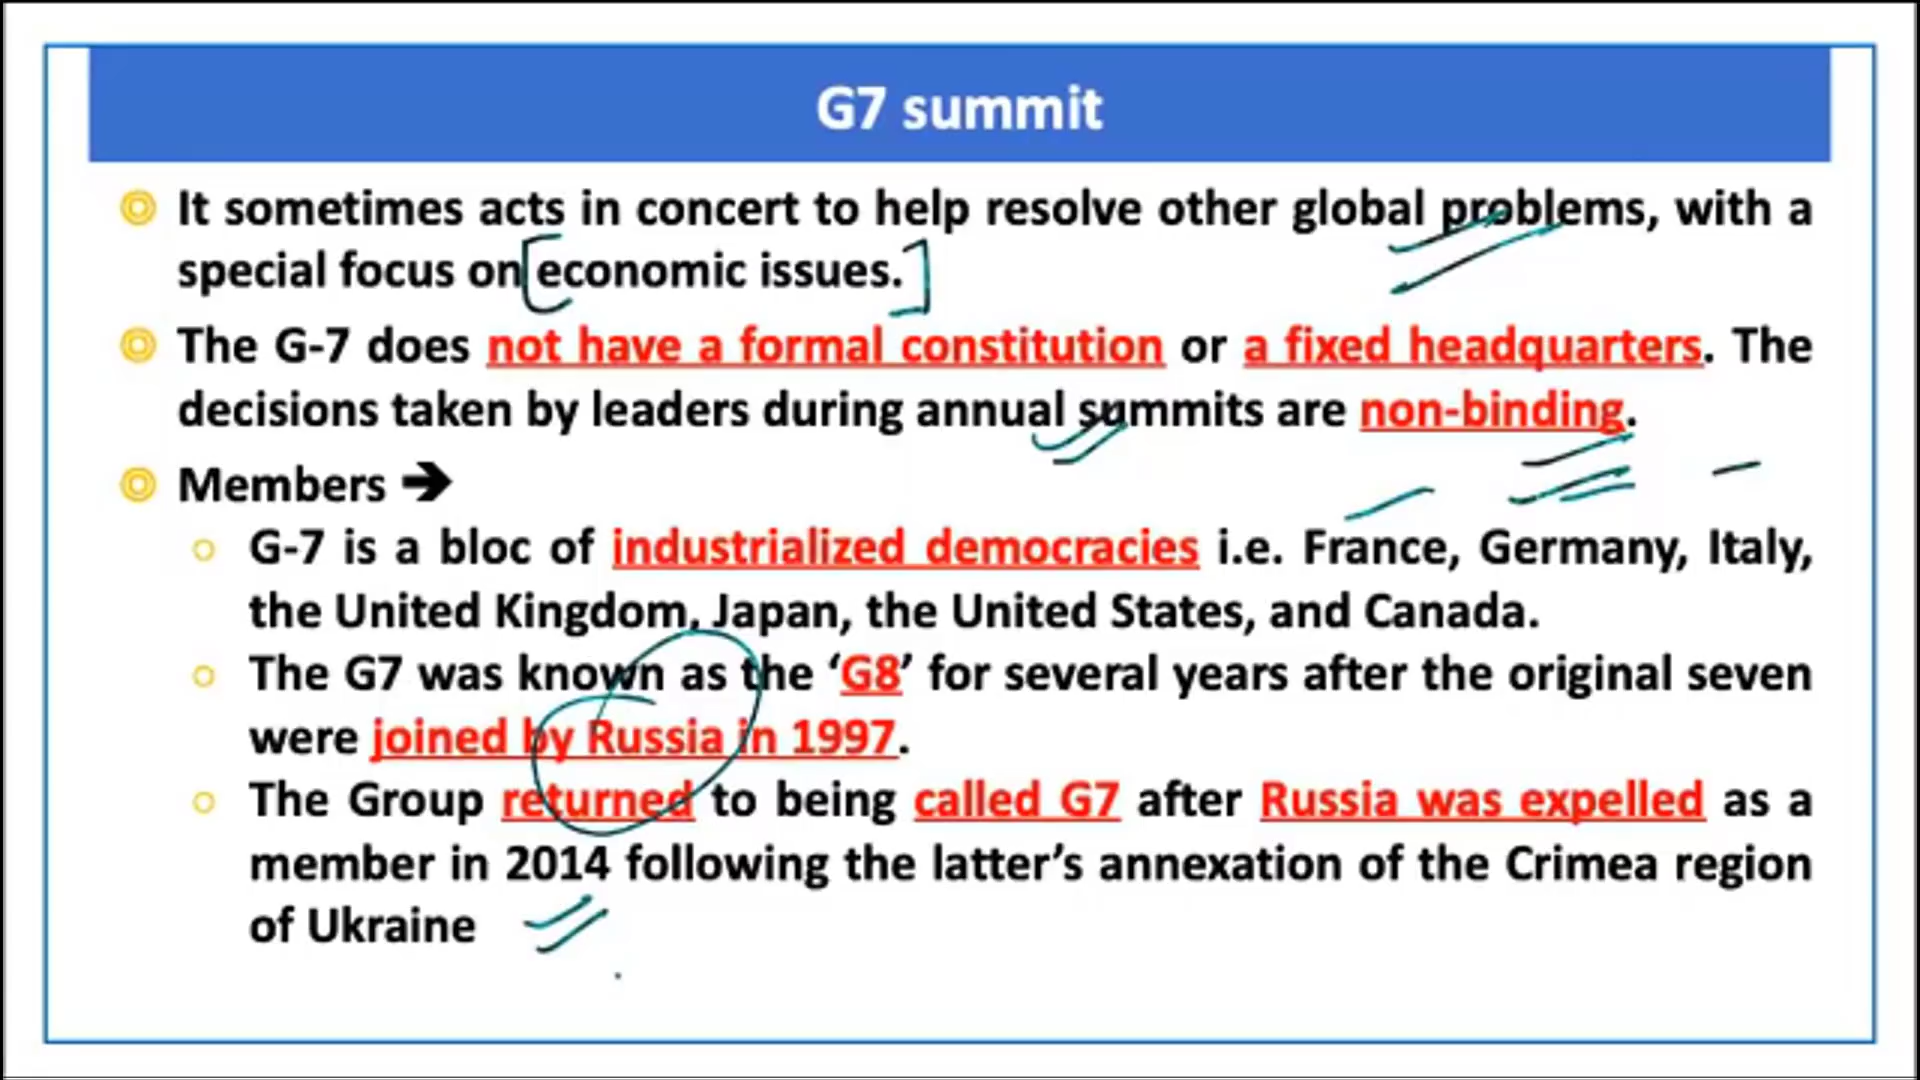 G7 summit
It sometimes acts in concert to help resolve other global problems, with a
special focus on economic issues.
The G-7 does not have a formal constitution or a fixed headquarters. The
decisions taken by leaders during annual summits are non-binding.
Members ➔
G-7 is a bloc of industrialized democracies i.e. France, Germany, Italy,
the United Kingdom, Japan, the United States, and Canada.
The G7 was known as the ‘G8’ for several years after the original seven
were joined by Russia in 1997.
The Group returned to being called G7 after Russia was expelled as a
member in 2014 following the latter’s annexation of the Crimea region
of Ukraine